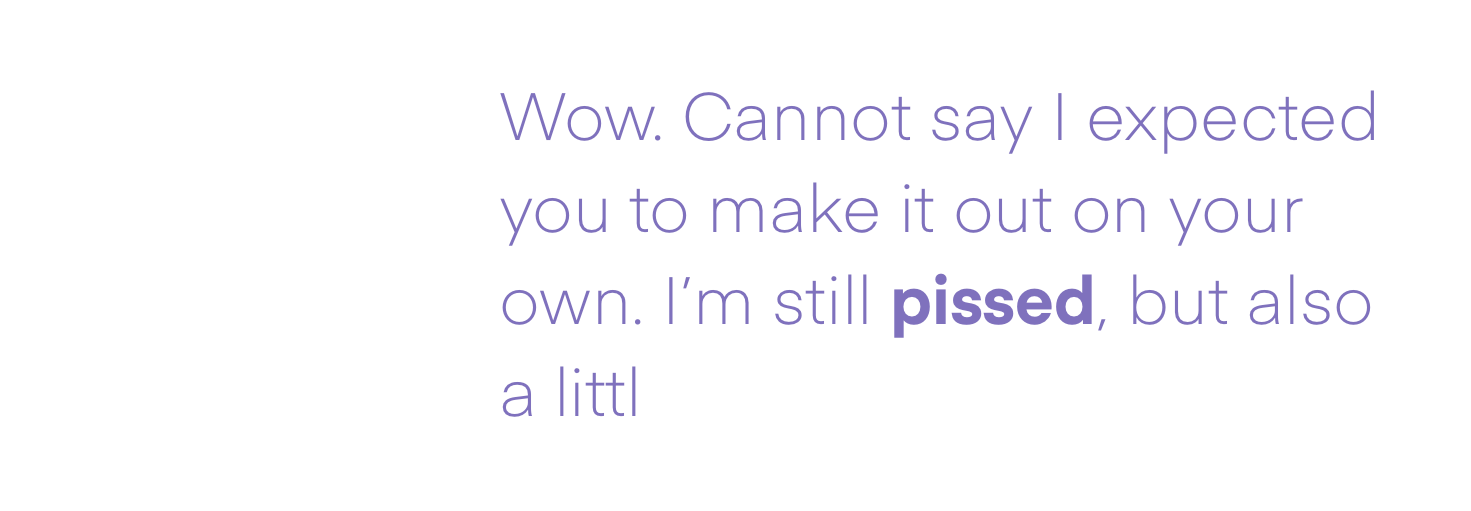 Wow. Cannot say I expected
you to make it out on your
own. I’m still pissed, but also
a littl